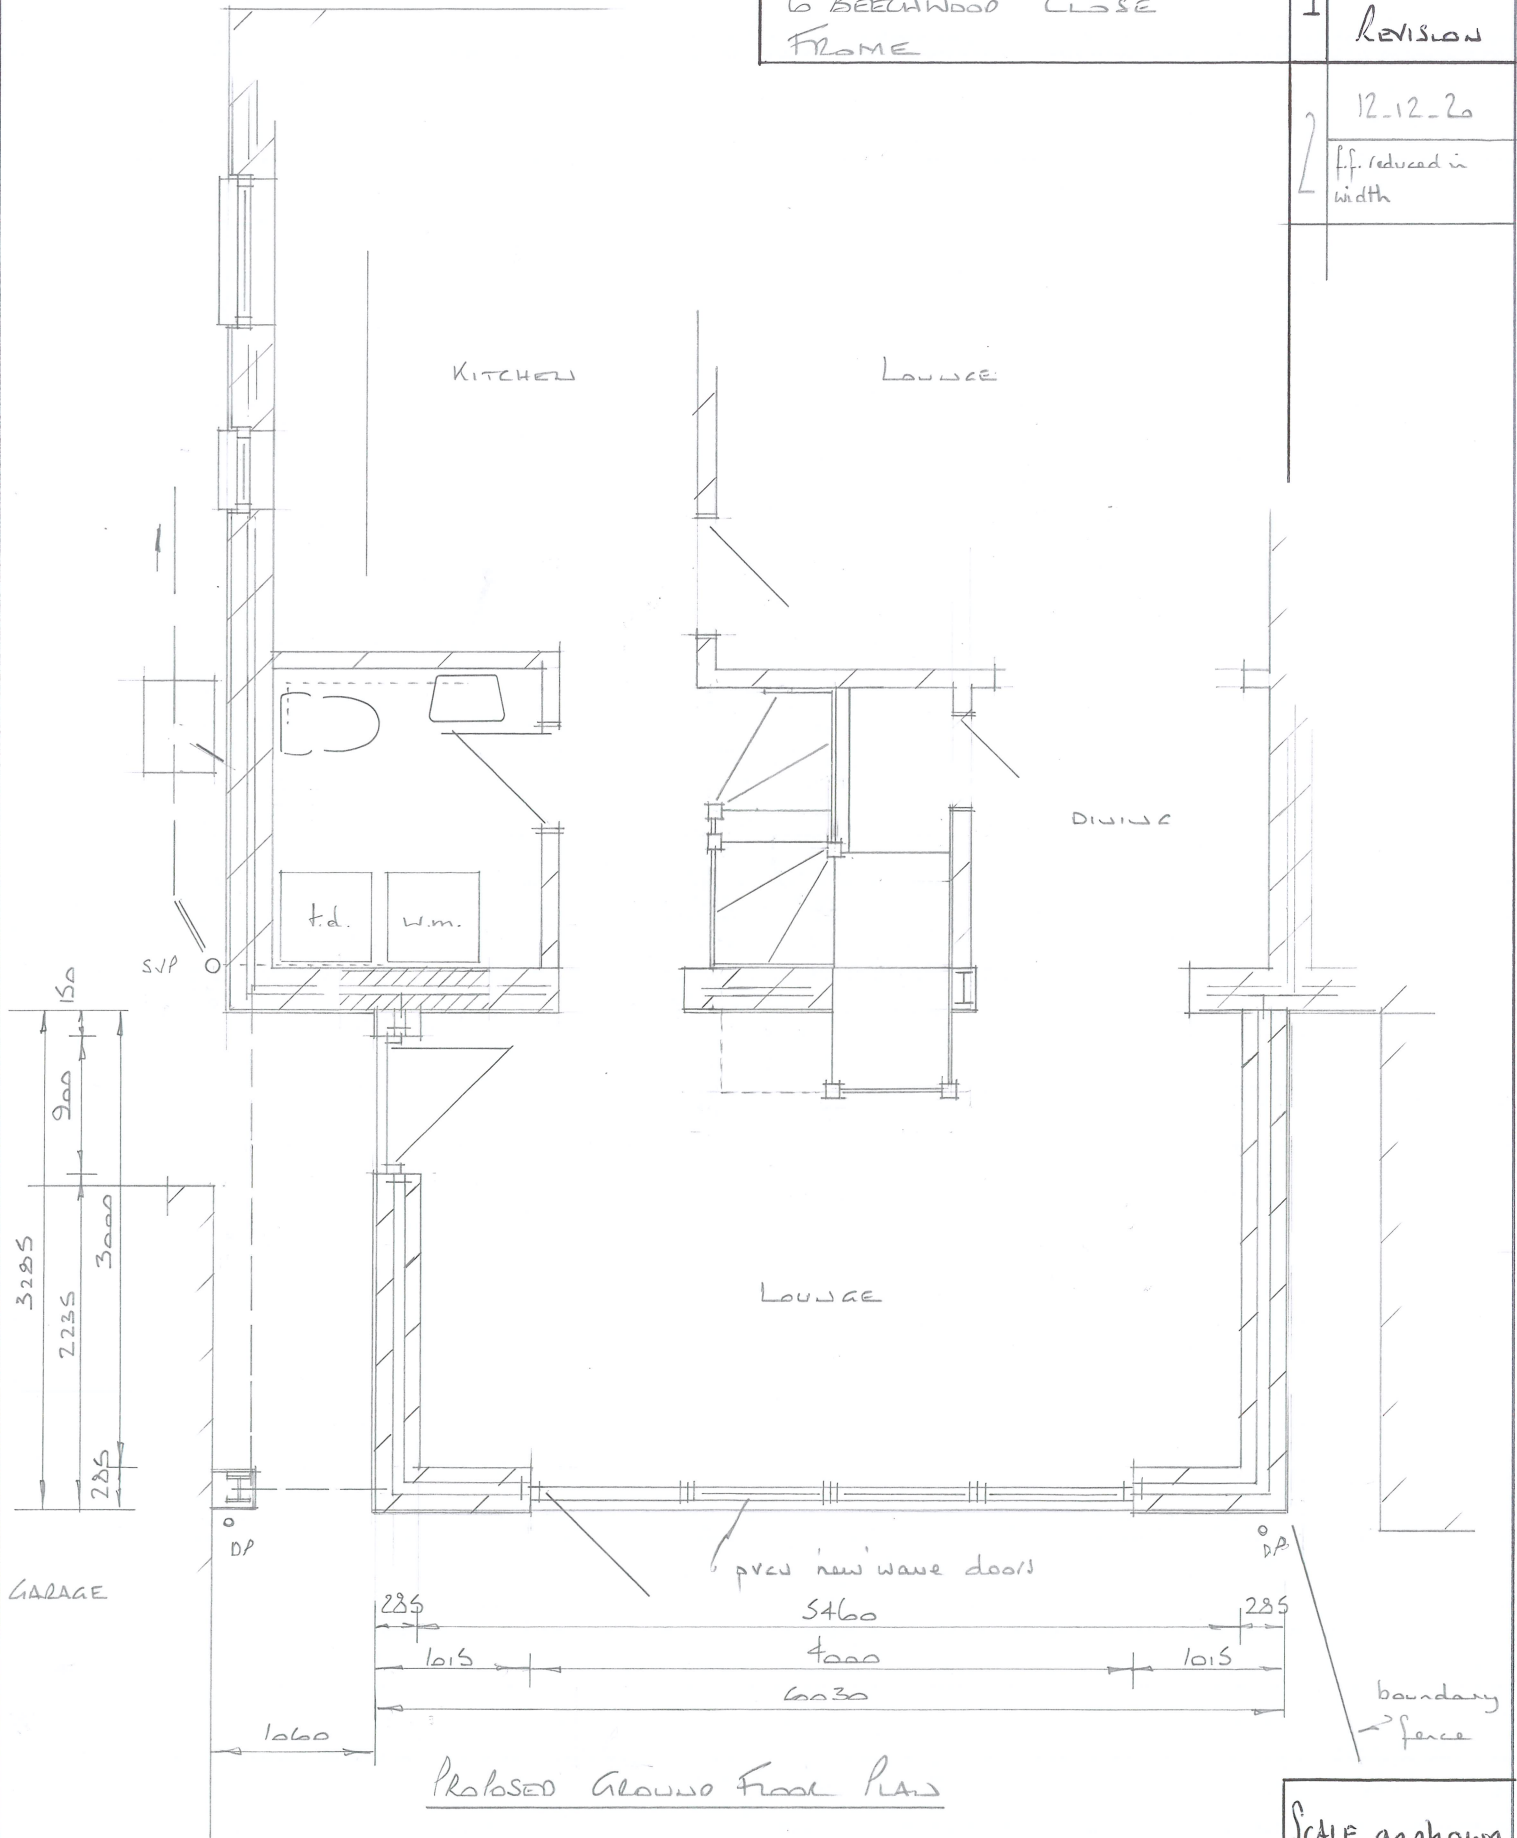 6 BEECHWOOD CLOSE
FROME
1
REVISION
2
12-12-20
f.f. reduced in
width
KITCHEN
LOUNGE
DINING
t.d.
w.m.
SVP
150
900
3000
3285
2235
285
LOUNGE
DP
DP
GARAGE
pvcu 'new' wave doors
285
5460
285
1015
4000
1015
6030
1060
boundary
fence
PROPOSED GROUND FLOOR PLAN
SCALE as shown